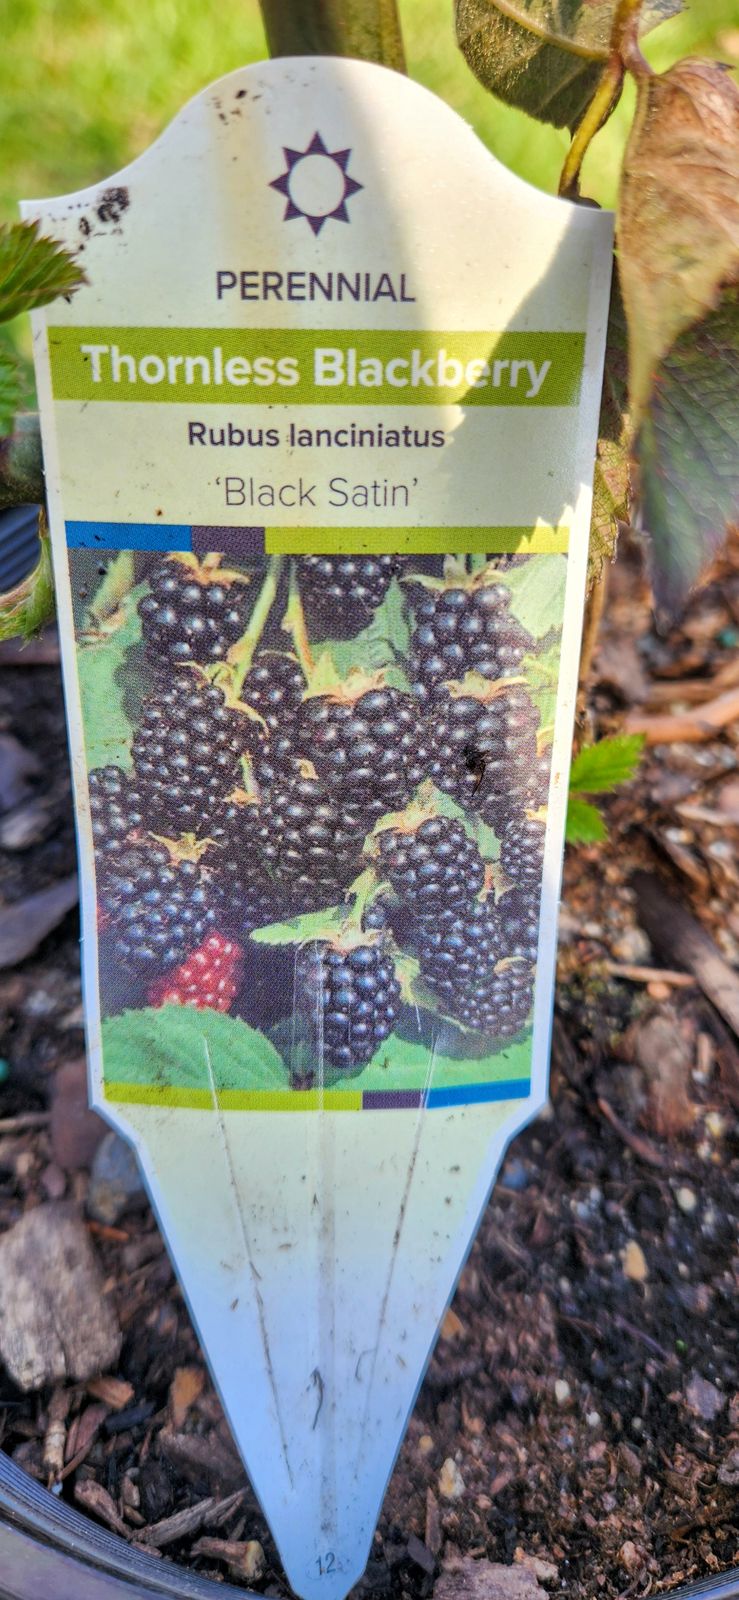 PERENNIAL
Thornless Blackberry
Rubus lanciniatus
‘Black Satin’
12